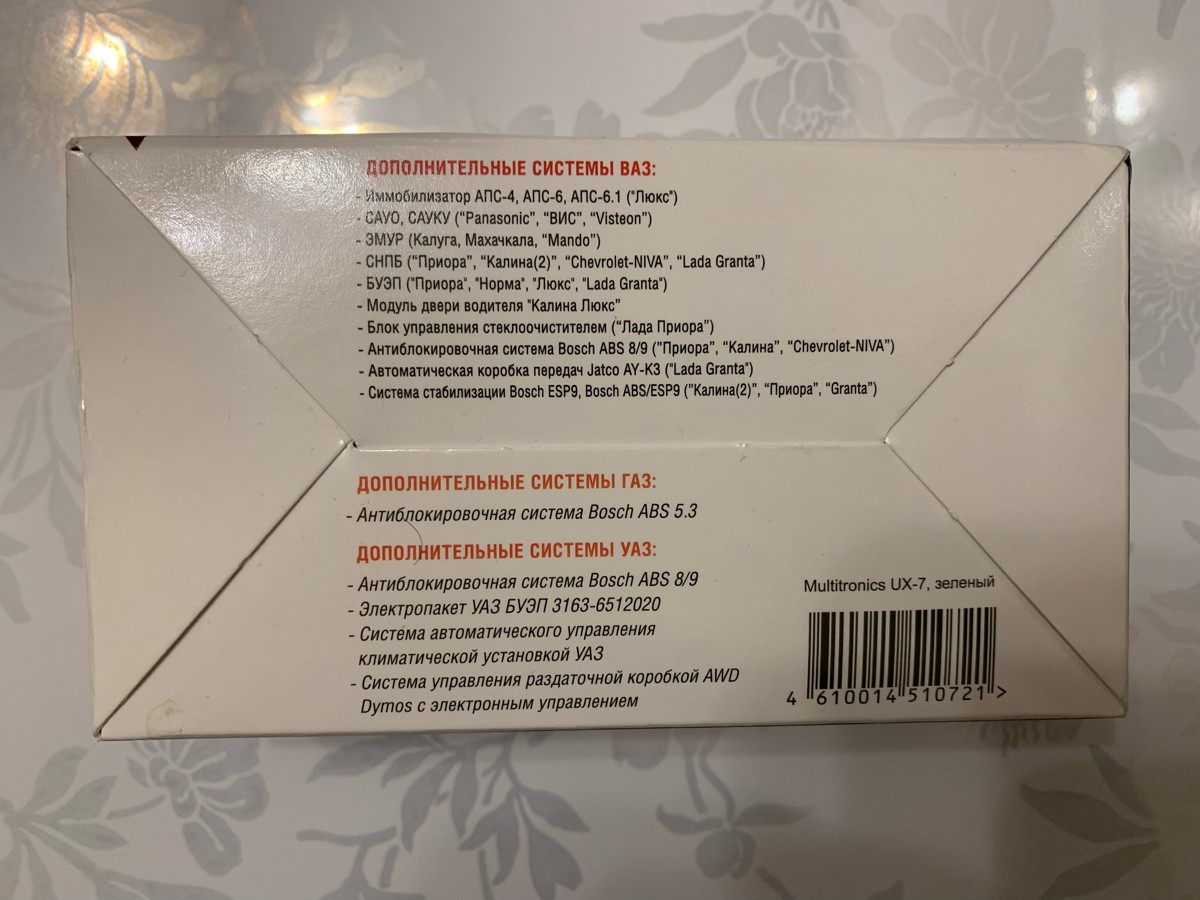 ДОПОЛНИТЕЛЬНЫЕ СИСТЕМЫ ВАЗ:
- Иммобилизатор АПС-4, АПС-6, АПС-6.1 ("Люкс")
- САУО, САУКУ (“Panasonic”, “ВИС”, “Visteon”)
- ЭМУР (Калуга, Махачкала, “Mando”)
- СНПБ (“Приора”, “Калина(2)”, “Chevrolet-NIVA”, “Lada Granta”)
- БУЭП ("Приора", "Норма", "Люкс", "Lada Granta")
- Модуль двери водителя "Калина Люкс”
- Блок управления стеклоочистителем (“Лада Приора”)
- Антиблокировочная система Bosch ABS 8/9 (”Приора”, “Калина”, “Chevrolet-NIVA”)
- Автоматическая коробка передач Jatco AY-K3 ("Lada Granta")
- Система стабилизации Bosch ESP9, Bosch ABS/ESP9 (”Калина(2)”, “Приора”, “Granta”)
ДОПОЛНИТЕЛЬНЫЕ СИСТЕМЫ ГАЗ:
- Антиблокировочная система Bosch ABS 5.3
ДОПОЛНИТЕЛЬНЫЕ СИСТЕМЫ УАЗ:
- Антиблокировочная система Bosch ABS 8/9
- Электропакет УАЗ БУЭП 3163-6512020
- Система автоматического управления
климатической установкой УАЗ
- Система управления раздаточной коробкой AWD
Dymos с электронным управлением
Multitronics UX-7, зеленый
4 610014 510721 >